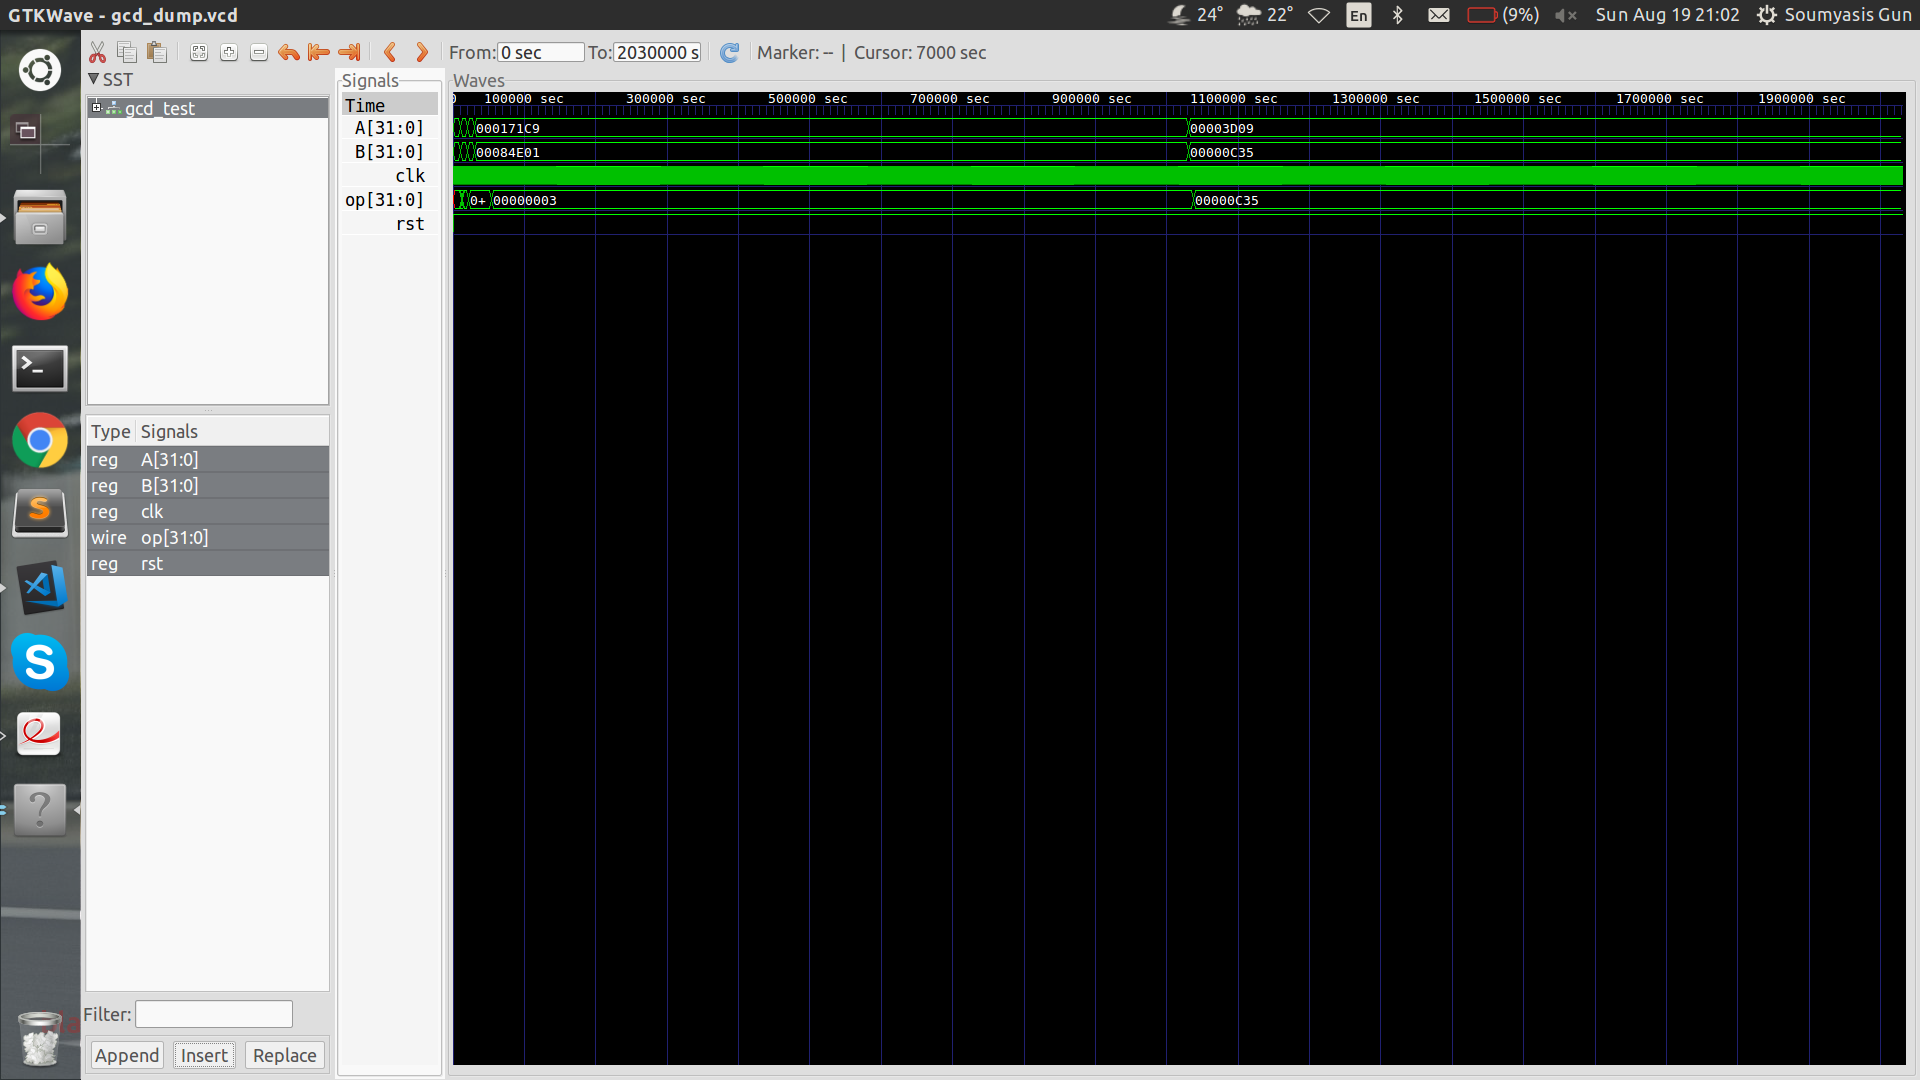 GTKWave - gcd_dump.vcd
24° 22° En (9%) Sun Aug 19 21:02 Soumyasis Gun
From: 0 sec To: 2030000 s Marker: -- | Cursor: 7000 sec
SST
gcd_test
Type Signals
reg A[31:0]
reg B[31:0]
reg clk
wire op[31:0]
reg rst
Filter:
Append Insert Replace
Signals
Time
A[31:0]
B[31:0]
clk
op[31:0]
rst
Waves
0 100000 sec 300000 sec 500000 sec 700000 sec 900000 sec 1100000 sec 1300000 sec 1500000 sec 1700000 sec 1900000 sec
000171C9 00003D09
00084E01 00000C35
0+ 00000003 00000C35